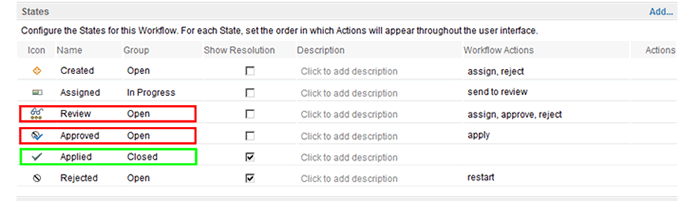 States Add...
Configure the States for this Workflow. For each State, set the order in which Actions will appear throughout the user interface.
Icon Name Group Show Resolution Description Workflow Actions Actions
Created Open Click to add description assign, reject
Assigned In Progress Click to add description send to review
Review Open Click to add description assign, approve, reject
Approved Open Click to add description apply
Applied Closed Click to add description
Rejected Open Click to add description restart